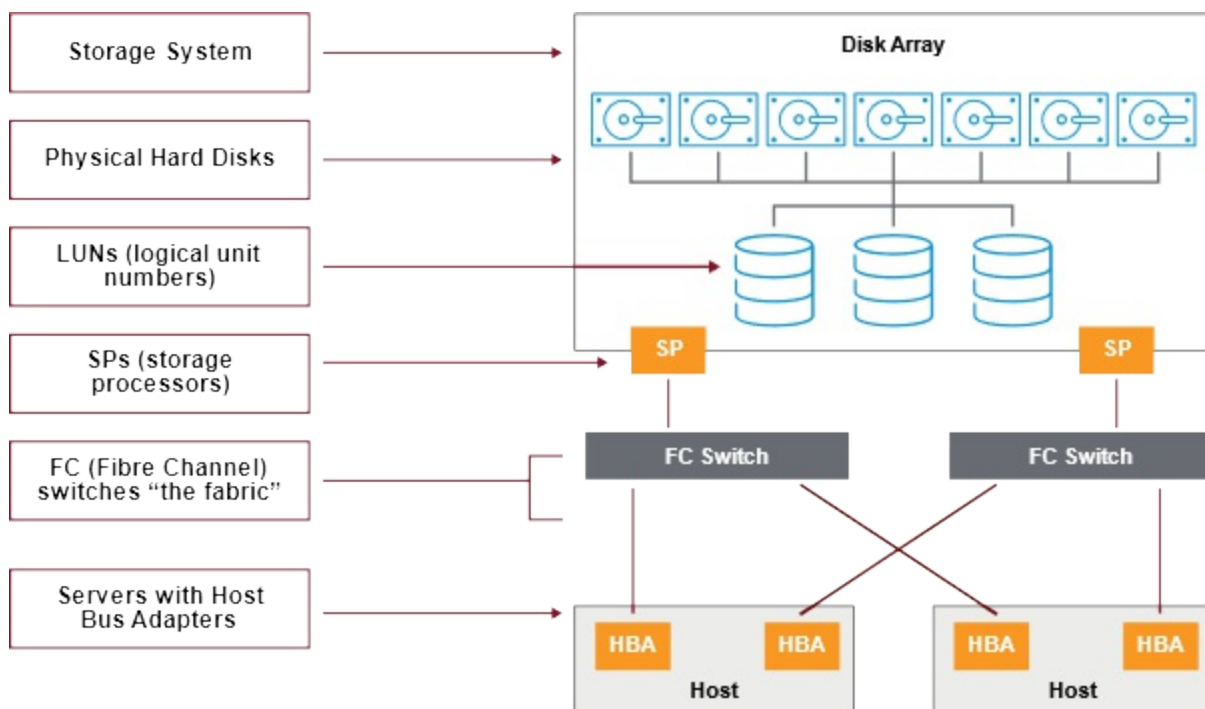 Storage System
Disk Array
Physical Hard Disks
LUNs (logical unit
numbers)
SPs (storage
processors)
SP
SP
FC (Fibre Channel)
switches “the fabric”
FC Switch
FC Switch
Servers with Host
Bus Adapters
HBA
HBA
HBA
HBA
Host
Host